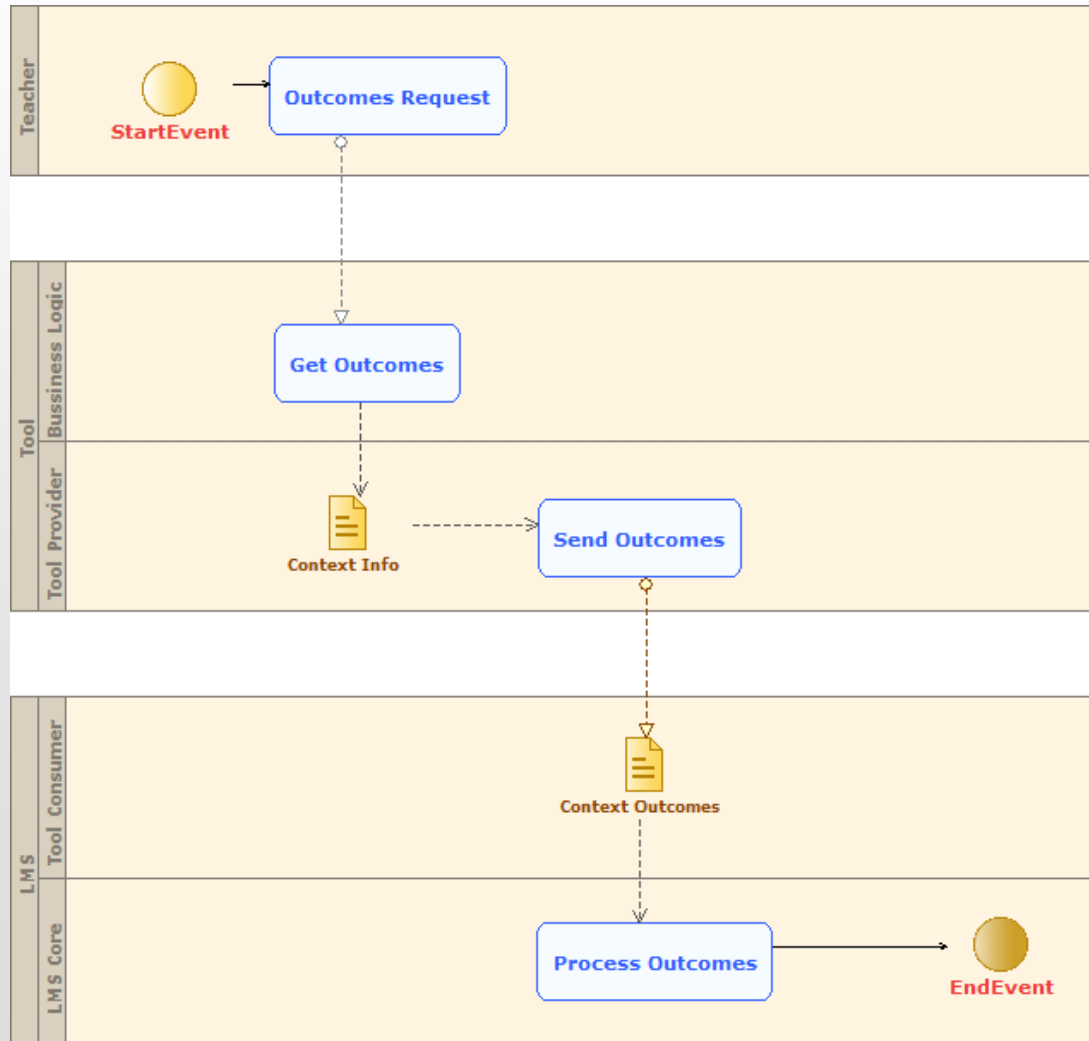 Teacher
StartEvent
Outcomes Request
Tool
Bussiness Logic
Get Outcomes
Tool Provider
Context Info
Send Outcomes
LMS
Tool Consumer
Context Outcomes
LMS Core
Process Outcomes
EndEvent